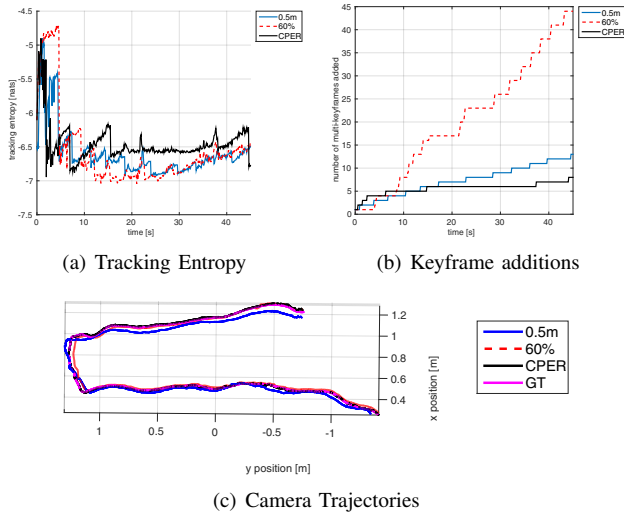 -4.5
-5
-5.5
-6
-6.5
-7
-7.5
tracking entropy [nats]
0
10
20
30
40
time [s]
0.5m
60%
CPER
(a) Tracking Entropy
45
40
35
30
25
20
15
10
5
0
number of multi-keyframes added
0
10
20
30
40
time [s]
0.5m
60%
CPER
(b) Keyframe additions
1.2
1
0.8
0.6
0.4
x position [m]
1
0.5
0
-0.5
-1
y position [m]
0.5m
60%
CPER
GT
(c) Camera Trajectories